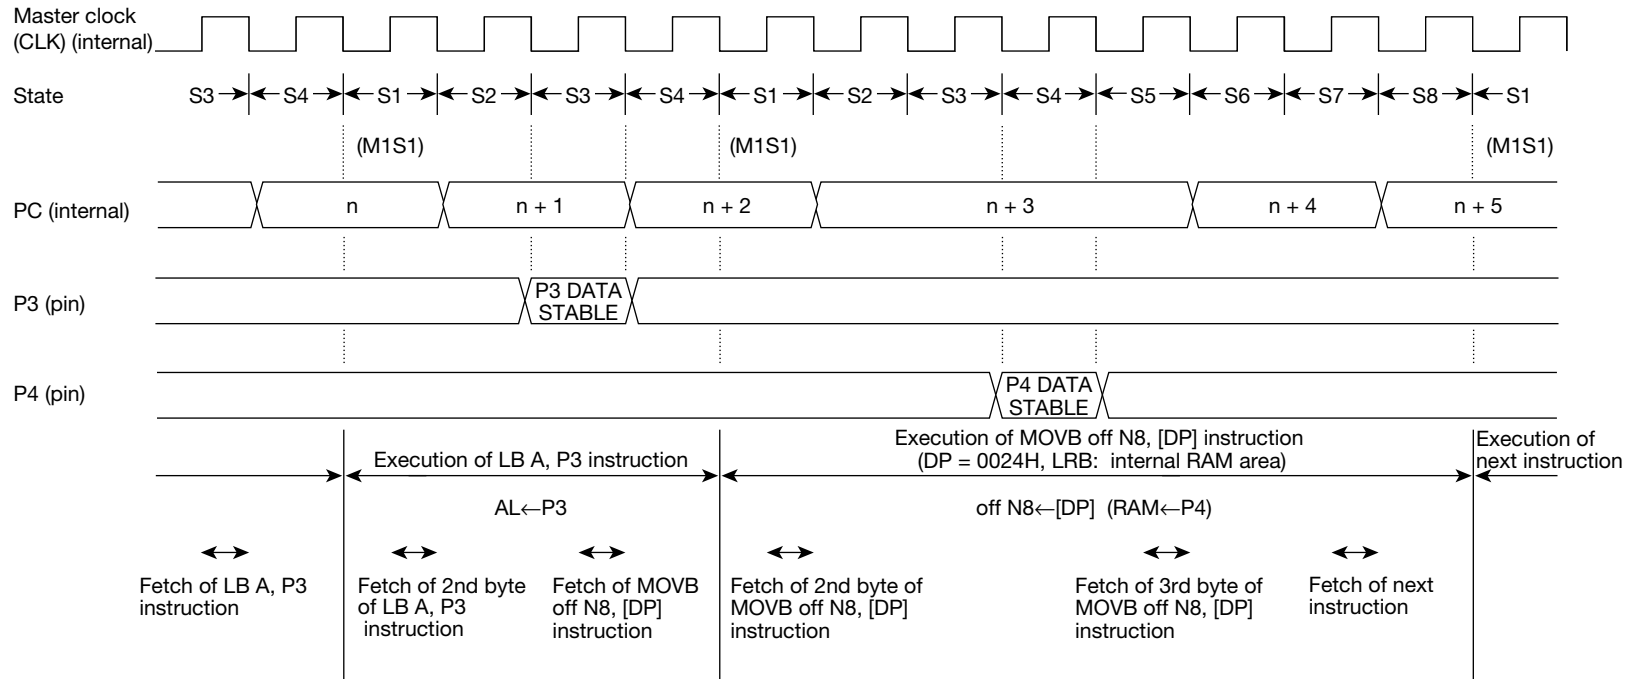 Master clock
(CLK) (internal)
State
S3 S4 S1 S2 S3 S4 S1 S2 S3 S4 S5 S6 S7 S8 S1
(M1S1) (M1S1) (M1S1)
PC (internal)
n n + 1 n + 2 n + 3 n + 4 n + 5
P3 (pin)
P3 DATA
STABLE
P4 (pin)
P4 DATA
STABLE
Execution of LB A, P3 instruction
Execution of MOVB off N8, [DP] instruction
(DP = 0024H, LRB: internal RAM area)
Execution of
next instruction
AL←P3
off N8←[DP] (RAM←P4)
Fetch of LB A, P3
instruction
Fetch of 2nd byte
of LB A, P3
instruction
Fetch of MOVB
off N8, [DP]
instruction
Fetch of 2nd byte of
MOVB off N8, [DP]
instruction
Fetch of 3rd byte of
MOVB off N8, [DP]
instruction
Fetch of next
instruction